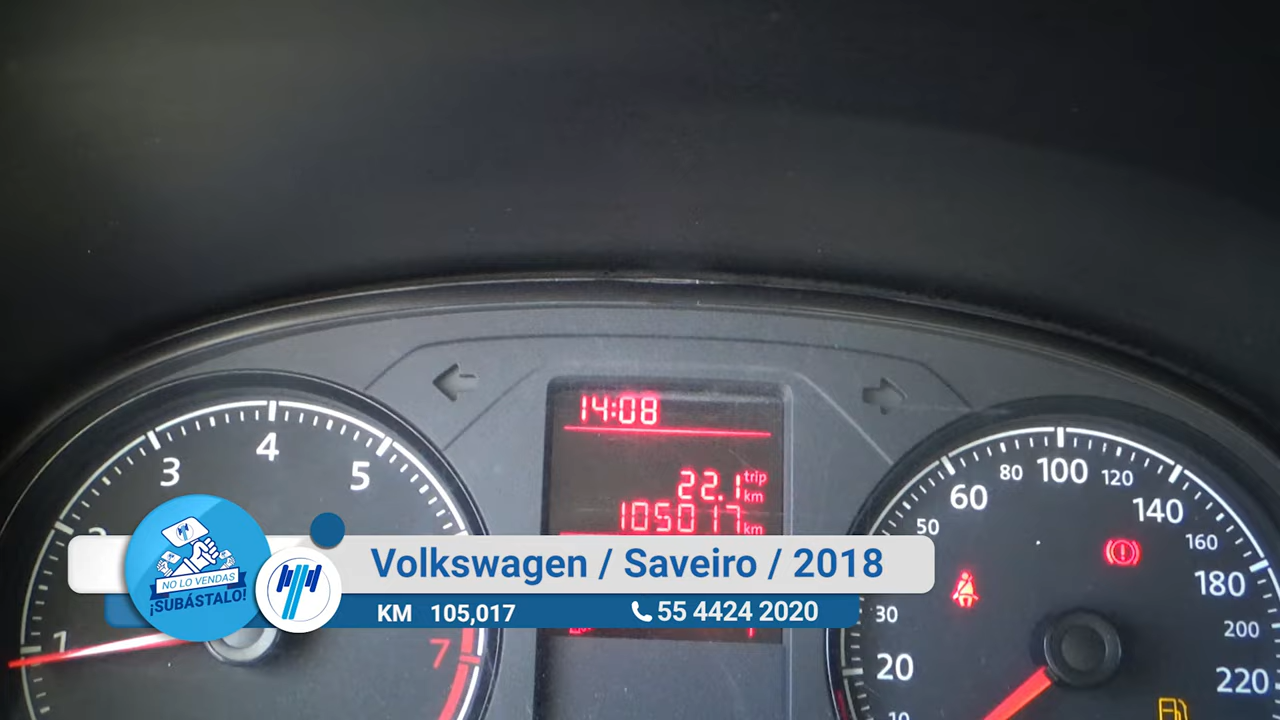 14:08
22.1 trip km
105017 km
1
3
4
5
7
10
20
30
50
60
80
100
120
140
160
180
200
220
NO LO VENDAS
¡SUBÁSTALO!
Volkswagen / Saveiro / 2018
KM 105,017
55 4424 2020